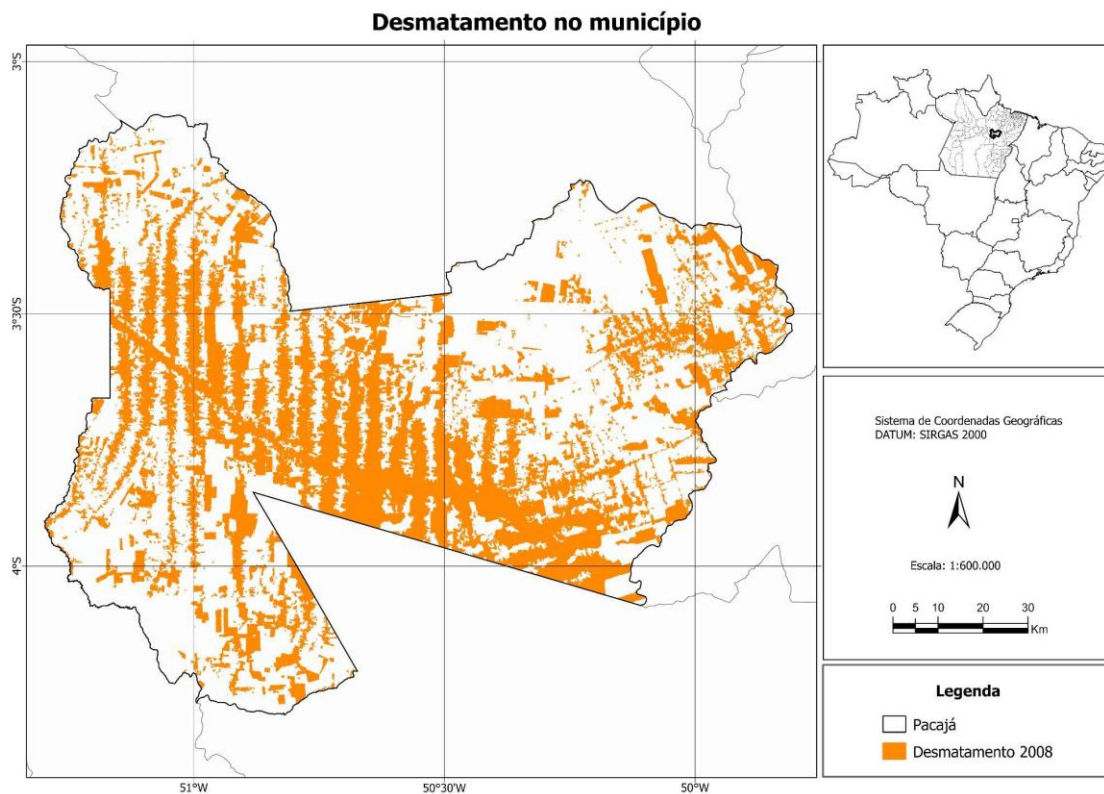 Desmatamento no município
3°S
3°30'S
4°S
51°W
50°30'W
50°W
Sistema de Coordenadas Geográficas
DATUM: SIRGAS 2000
N
Escala: 1:600.000
0 5 10 20 30
Km
Legenda
Pacajá
Desmatamento 2008